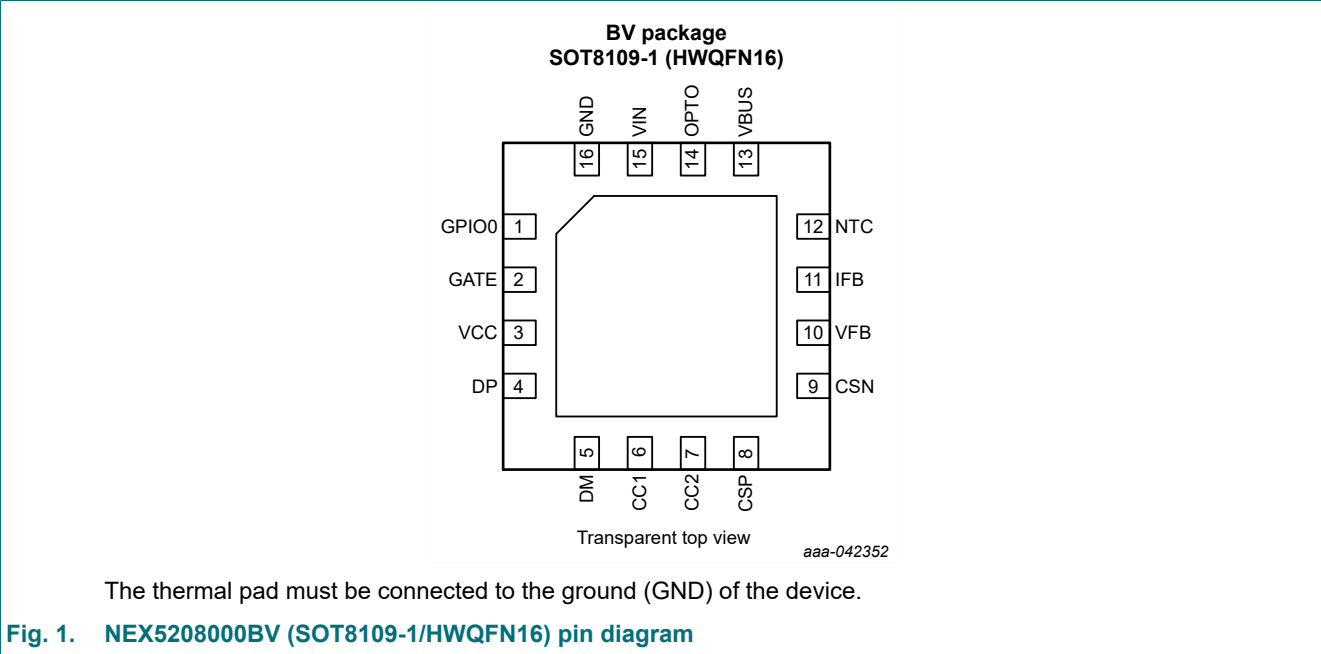 BV package
SOT8109-1 (HWQFN16)
GND
VIN
OPTO
VBUS
16
15
14
13
GPIO0 1
12 NTC
GATE 2
11 IFB
VCC 3
10 VFB
DP 4
9 CSN
5
6
7
8
DM
CC1
CC2
CSP
Transparent top view
aaa-042352
The thermal pad must be connected to the ground (GND) of the device.
Fig. 1. NEX5208000BV (SOT8109-1/HWQFN16) pin diagram